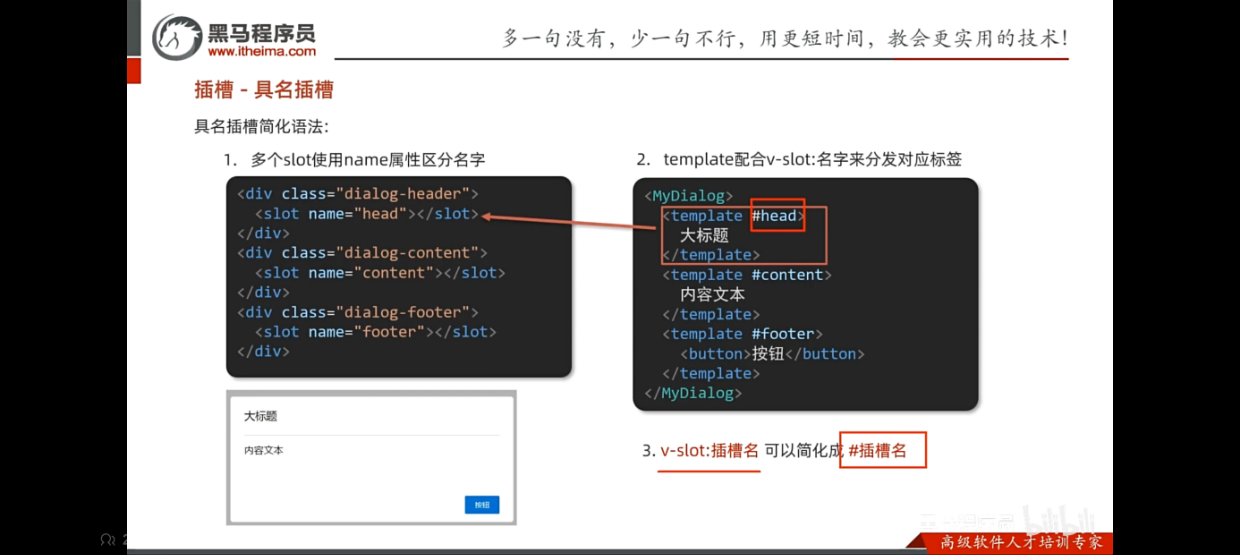 黑马程序员
www.itheima.com
多一句没有，少一句不行，用更短时间，教会更实用的技术！
插槽 - 具名插槽
具名插槽简化语法：
1. 多个slot使用name属性区分名字
<div class="dialog-header">
<slot name="head"></slot>
</div>
<div class="dialog-content">
<slot name="content"></slot>
</div>
<div class="dialog-footer">
<slot name="footer"></slot>
</div>
大标题
内容文本
按钮
2. template配合v-slot:名字来分发对应标签
<MyDialog>
<template #head>
大标题
</template>
<template #content>
内容文本
</template>
<template #footer>
<button>按钮</button>
</template>
</MyDialog>
3. v-slot:插槽名 可以简化成 #插槽名
bilibili
高级软件人才培训专家